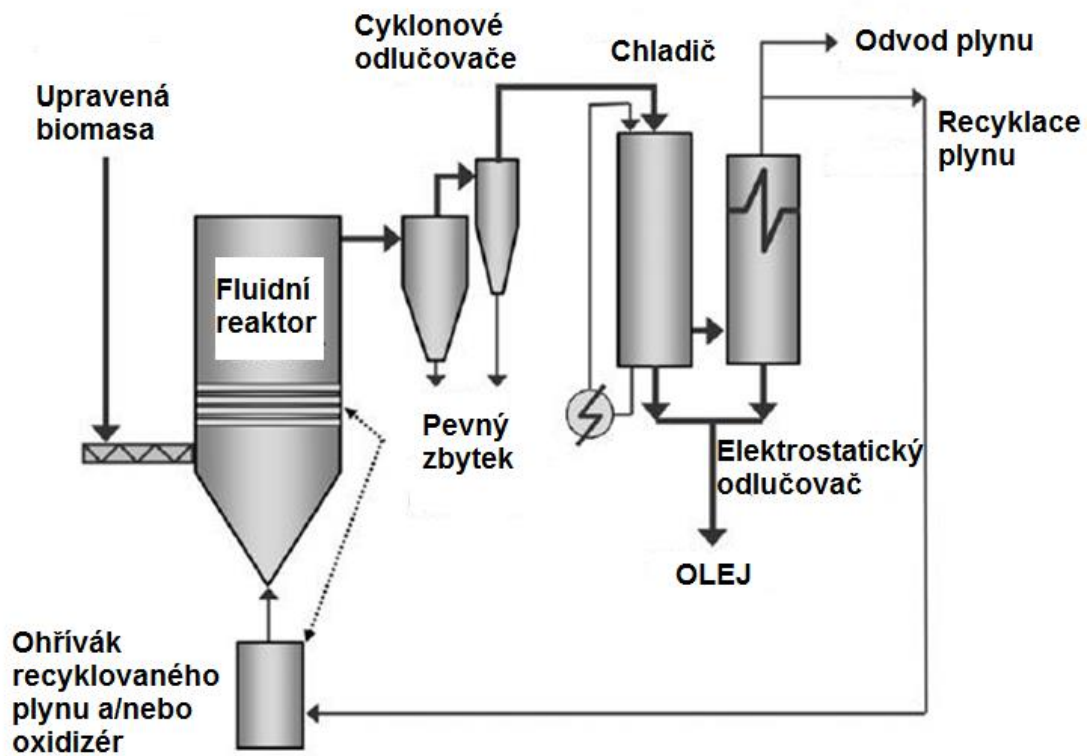 Cyklonové
odlučovače
Chladič
Odvod plynu
Upravená
biomasa
Recyklace
plynu
Fluidní
reaktor
Pevný
zbytek
Elektrostatický
odlučovač
OLEJ
Ohřívák
recyklovaného
plynu a/nebo
oxidizér